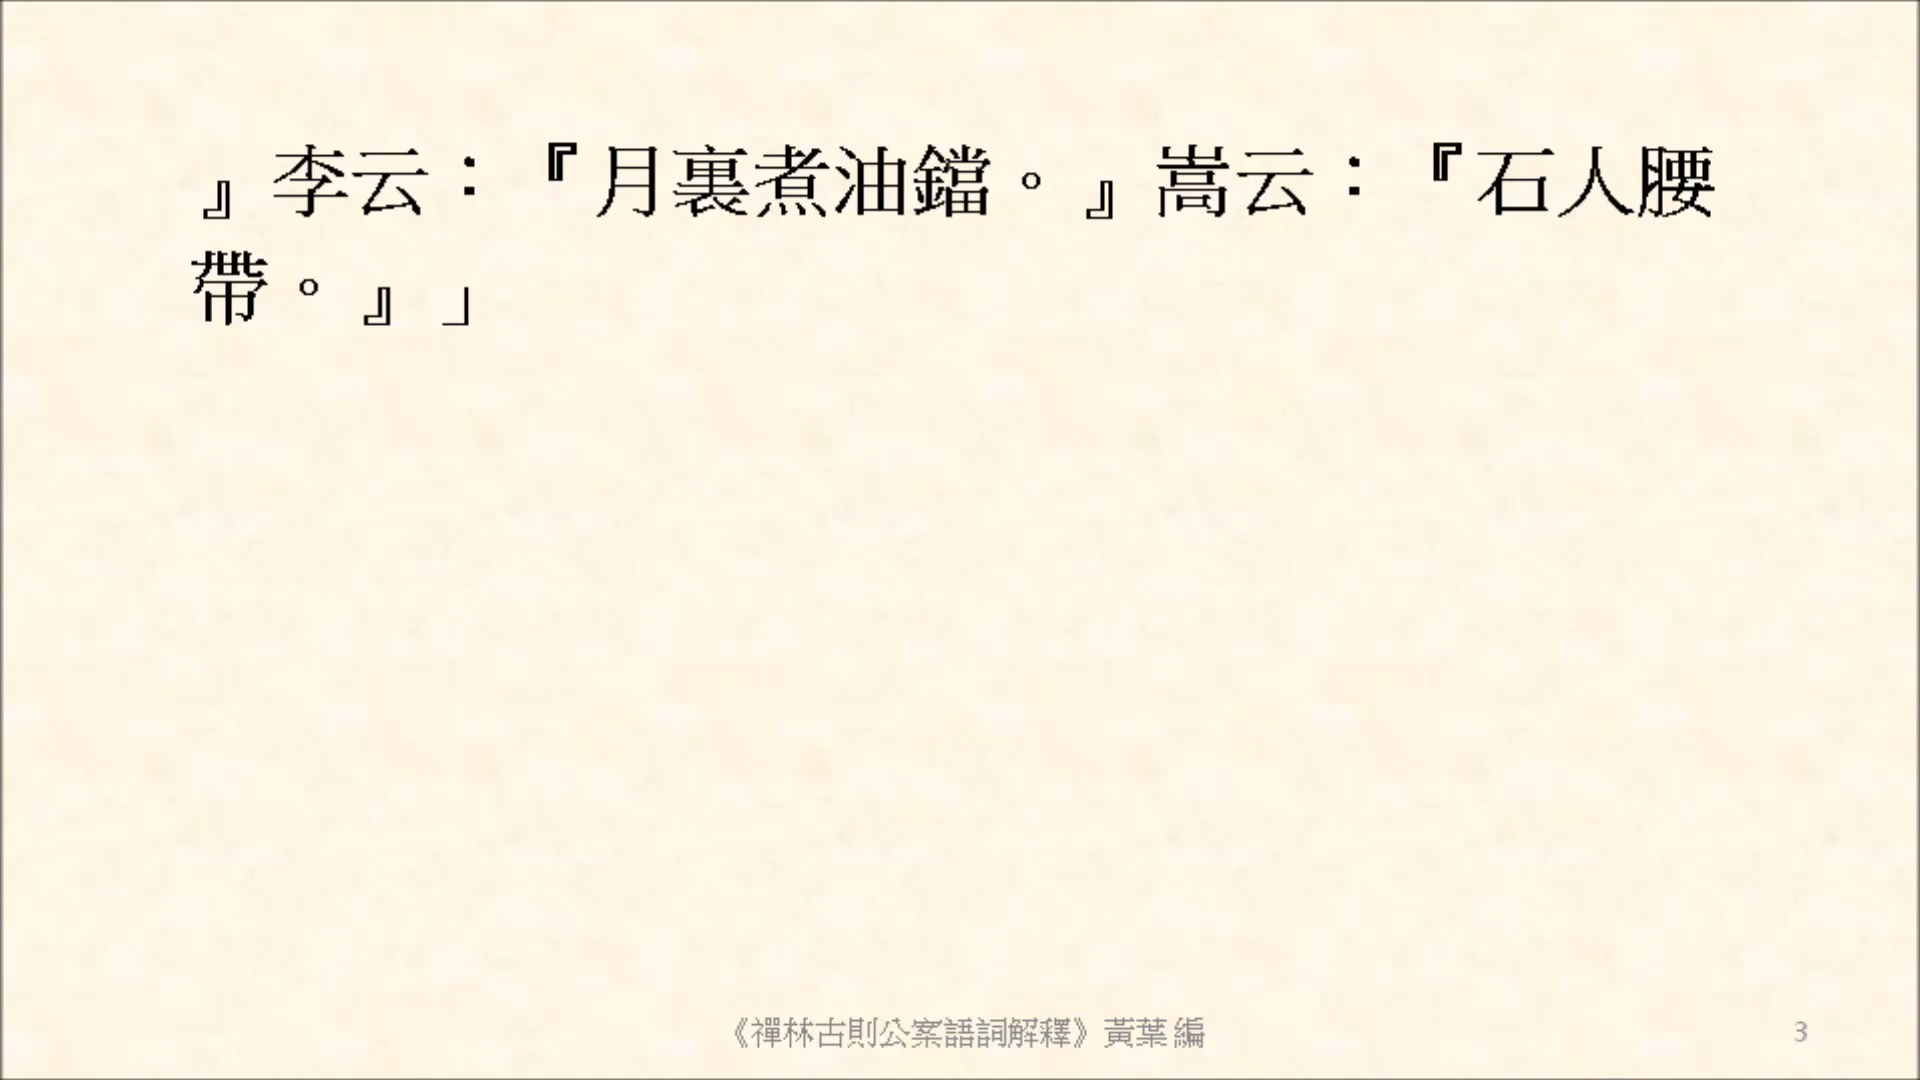 』李云：『月裏煮油鐺。』嵩云：『石人腰
帶。』」
《禪林古則公案語詞解釋》黃葉 編
3